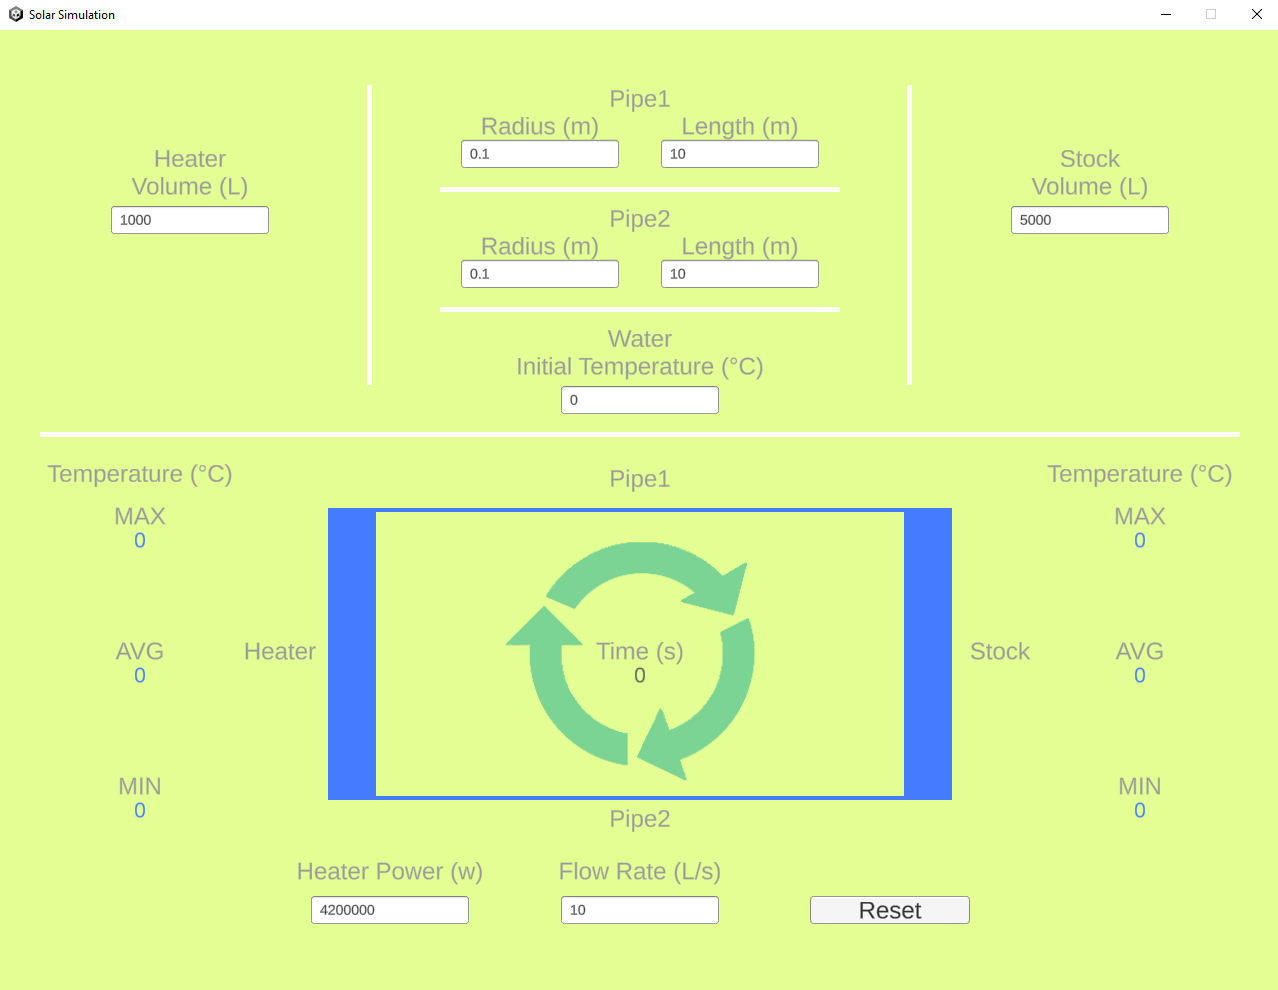 Solar Simulation
Pipe1
Radius (m) Length (m)
0.1 10
Heater
Volume (L)
1000
Stock
Volume (L)
5000
Pipe2
Radius (m) Length (m)
0.1 10
Water
Initial Temperature (°C)
0
Temperature (°C)
MAX
0
AVG
0
MIN
0
Heater
Pipe1
Time (s)
0
Pipe2
Stock
Temperature (°C)
MAX
0
AVG
0
MIN
0
Heater Power (w)
4200000
Flow Rate (L/s)
10
Reset